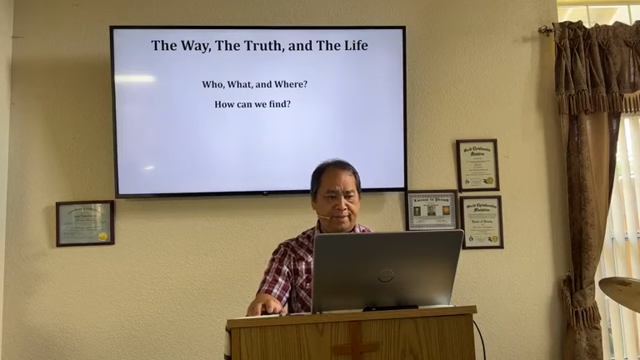 The Way, The Truth, and The Life
Who, What, and Where?
How can we find?